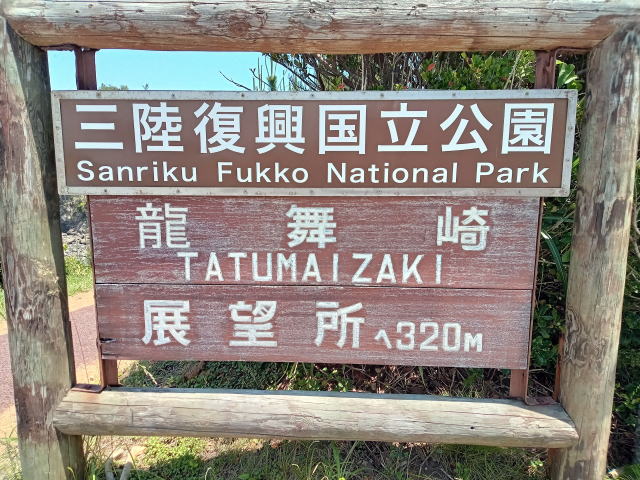 三陸復興国立公園
Sanriku Fukko National Park
龍舞崎
TATUMAIZAKI
展望所へ320M